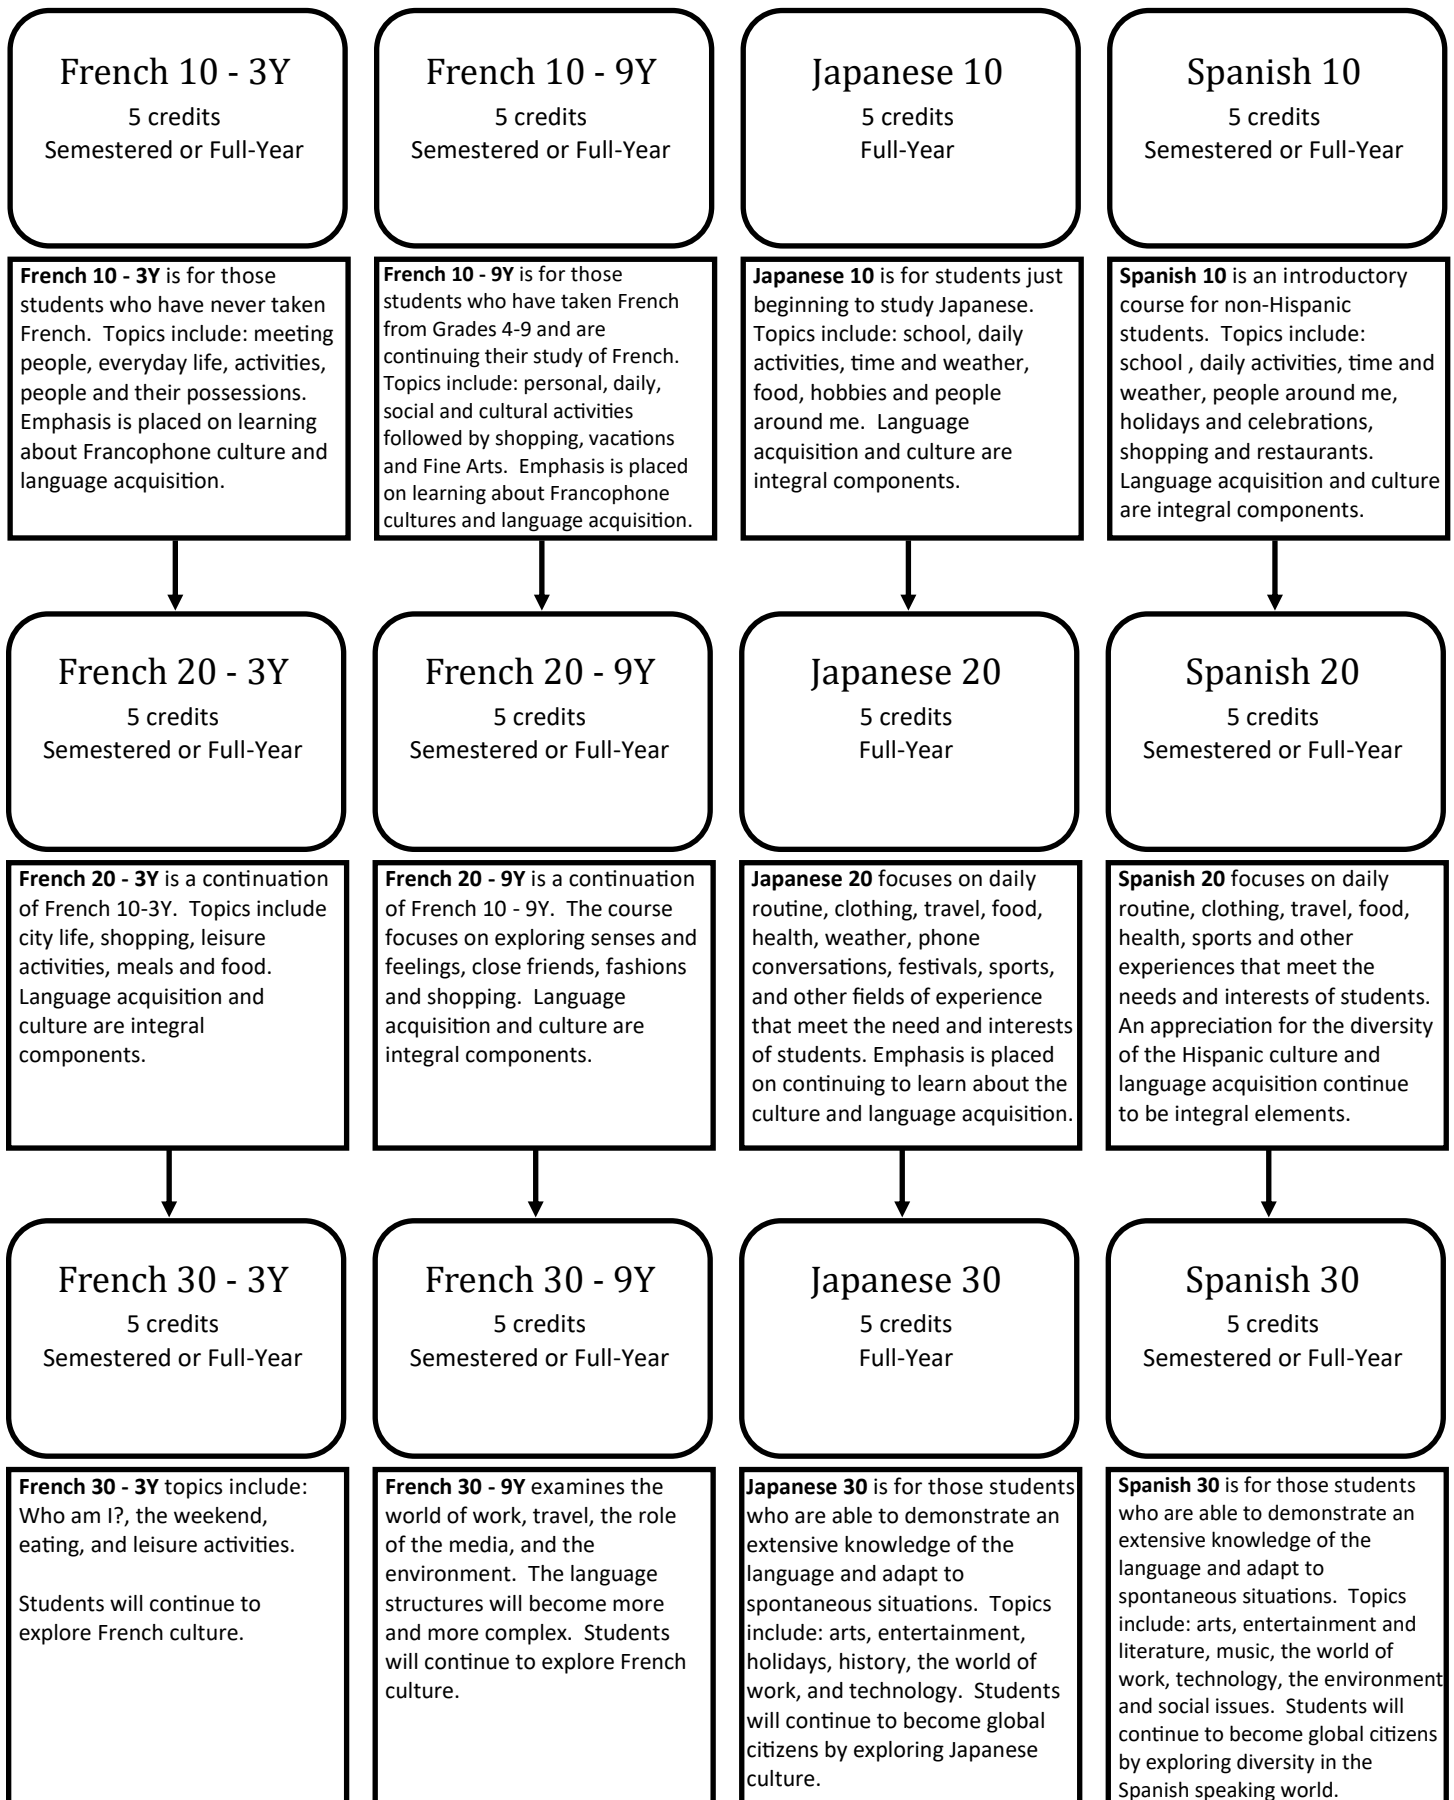 French 10 - 3Y
5 credits
Semestered or Full-Year
French 10 - 9Y
5 credits
Semestered or Full-Year
Japanese 10
5 credits
Full-Year
Spanish 10
5 credits
Semestered or Full-Year
French 10 - 3Y is for those
students who have never taken
French. Topics include: meeting
people, everyday life, activities,
people and their possessions.
Emphasis is placed on learning
about Francophone culture and
language acquisition.
French 10 - 9Y is for those
students who have taken French
from Grades 4-9 and are
continuing their study of French.
Topics include: personal, daily,
social and cultural activities
followed by shopping, vacations
and Fine Arts. Emphasis is placed
on learning about Francophone
cultures and language acquisition.
Japanese 10 is for students just
beginning to study Japanese.
Topics include: school, daily
activities, time and weather,
food, hobbies and people
around me. Language
acquisition and culture are
integral components.
Spanish 10 is an introductory
course for non-Hispanic
students. Topics include:
school , daily activities, time and
weather, people around me,
holidays and celebrations,
shopping and restaurants.
Language acquisition and culture
are integral components.
French 20 - 3Y
5 credits
Semestered or Full-Year
French 20 - 9Y
5 credits
Semestered or Full-Year
Japanese 20
5 credits
Full-Year
Spanish 20
5 credits
Semestered or Full-Year
French 20 - 3Y is a continuation
of French 10-3Y. Topics include
city life, shopping, leisure
activities, meals and food.
Language acquisition and
culture are integral
components.
French 20 - 9Y is a continuation
of French 10 - 9Y. The course
focuses on exploring senses and
feelings, close friends, fashions
and shopping. Language
acquisition and culture are
integral components.
Japanese 20 focuses on daily
routine, clothing, travel, food,
health, weather, phone
conversations, festivals, sports,
and other fields of experience
that meet the need and interests
of students. Emphasis is placed
on continuing to learn about the
culture and language acquisition.
Spanish 20 focuses on daily
routine, clothing, travel, food,
health, sports and other
experiences that meet the
needs and interests of students.
An appreciation for the diversity
of the Hispanic culture and
language acquisition continue
to be integral elements.
French 30 - 3Y
5 credits
Semestered or Full-Year
French 30 - 9Y
5 credits
Semestered or Full-Year
Japanese 30
5 credits
Full-Year
Spanish 30
5 credits
Semestered or Full-Year
French 30 - 3Y topics include:
Who am I?, the weekend,
eating, and leisure activities.
Students will continue to
explore French culture.
French 30 - 9Y examines the
world of work, travel, the role
of the media, and the
environment. The language
structures will become more
and more complex. Students
will continue to explore French
culture.
Japanese 30 is for those students
who are able to demonstrate an
extensive knowledge of the
language and adapt to
spontaneous situations. Topics
include: arts, entertainment,
holidays, history, the world of
work, and technology. Students
will continue to become global
citizens by exploring Japanese
culture.
Spanish 30 is for those students
who are able to demonstrate an
extensive knowledge of the
language and adapt to
spontaneous situations. Topics
include: arts, entertainment and
literature, music, the world of
work, technology, the environment
and social issues. Students will
continue to become global citizens
by exploring diversity in the
Spanish speaking world.